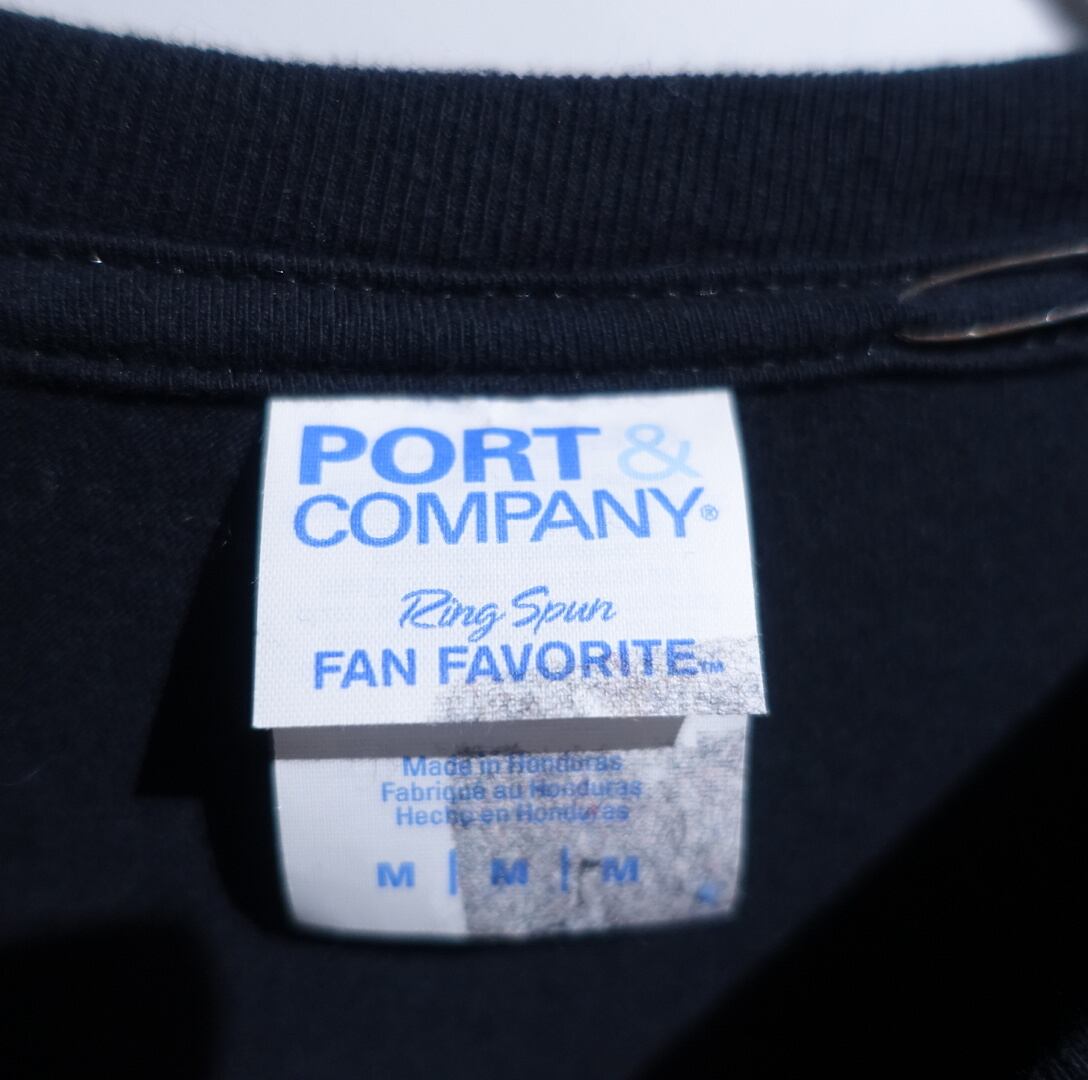 PORT &
COMPANY®
Ring Spun
FAN FAVORITE™
Made in Honduras
Fabriqué au Honduras
Hecho en Honduras
M | M | M